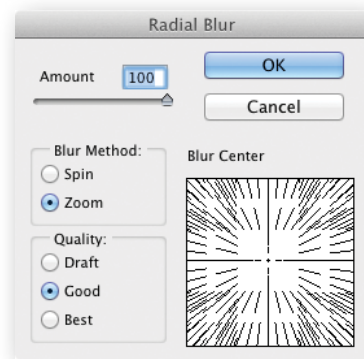 Radial Blur
Amount 100
OK
Cancel
Blur Method:
Spin
Zoom
Blur Center
Quality:
Draft
Good
Best